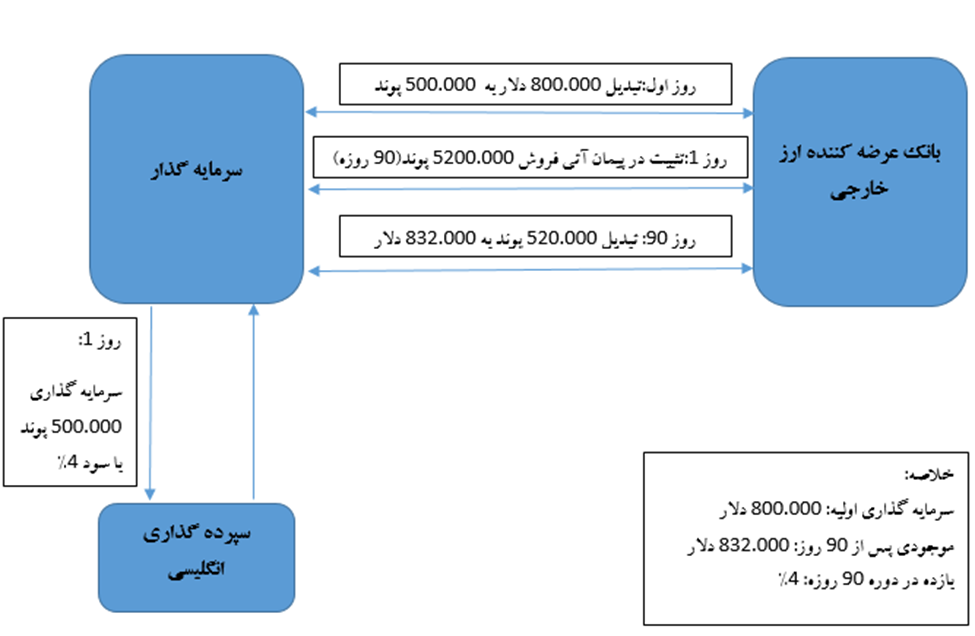 روز اول:تبدیل 800.000 دلار به 500.000 پوند
بانک عرضه کننده ارز
خارجی
سرمایه گذار
روز 1:تثبیت در پیمان آتی فروش 5200.000 پوند(90 روزه)
روز 90: تبدیل 520.000 پوند به 832.000 دلار
روز 1:
سرمایه گذاری
500.000 پوند
با سود 4٪
سپرده گذاری
انگلیسی
خلاصه:
سرمایه گذاری اولیه: 800.000 دلار
موجودی پس از 90 روز: 832.000 دلار
بازده در دوره 90 روزه: 4٪